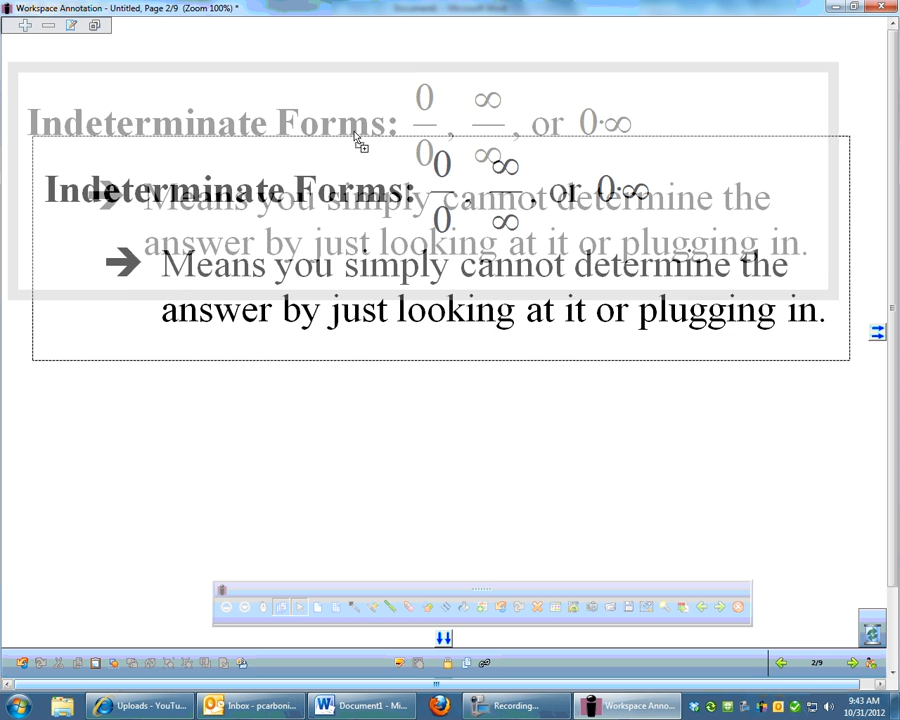 Workspace Annotation - Untitled, Page 2/9 (Zoom 100%) *
Indeterminate Forms: 0/0, ∞/∞, or 0·∞
Means you simply cannot determine the
answer by just looking at it or plugging in.
Indeterminate Forms: 0/0, ∞/∞, or 0·∞
➔ Means you simply cannot determine the
answer by just looking at it or plugging in.
2/9
Uploads - YouTu...
Inbox - pcarboni...
Document1 - Mi...
Recording...
Workspace Anno...
9:43 AM
10/31/2012